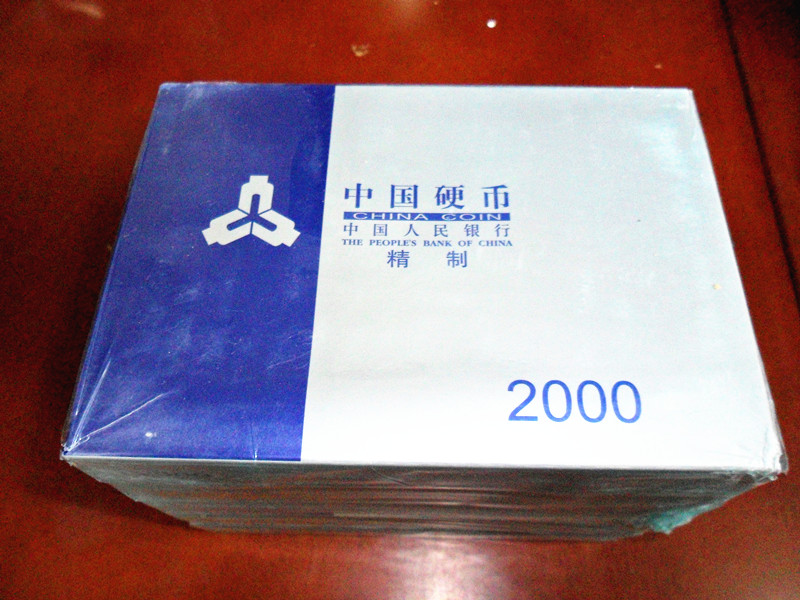 中国硬币
CHINA COIN
中国人民银行
THE PEOPLE'S BANK OF CHINA
精 制
2000